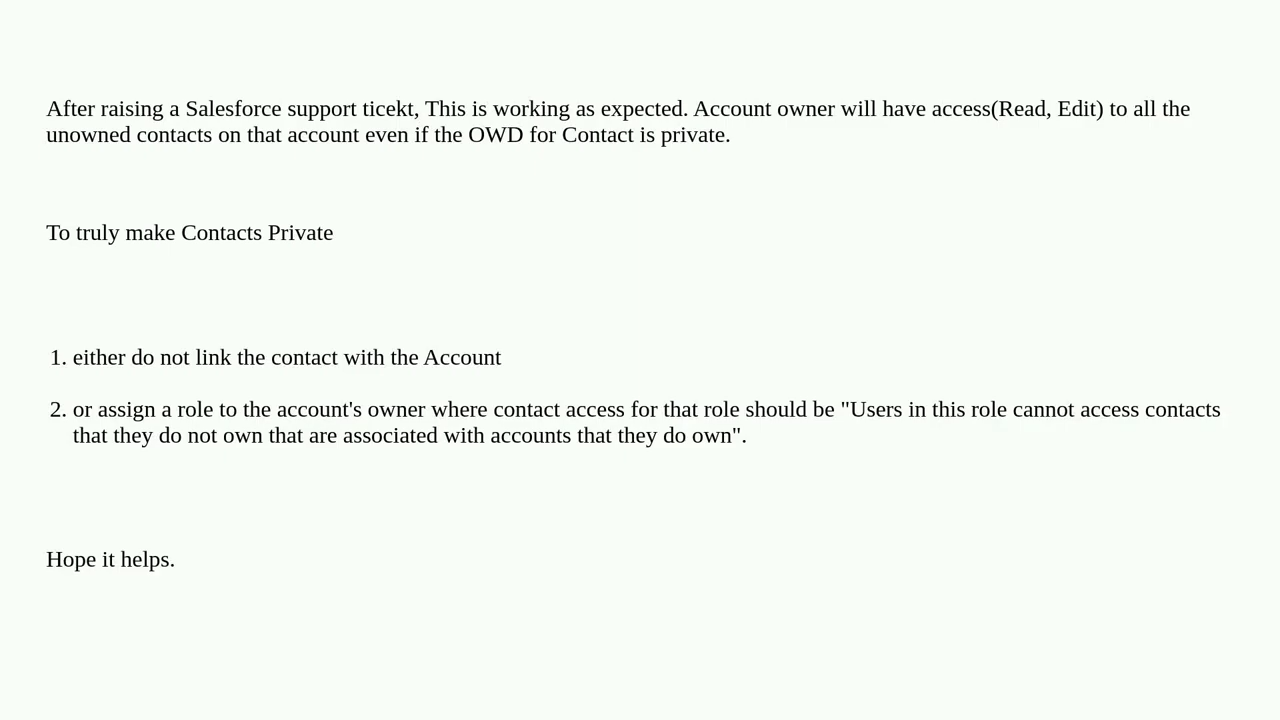 After raising a Salesforce support ticekt, This is working as expected. Account owner will have access(Read, Edit) to all the
unowned contacts on that account even if the OWD for Contact is private.
To truly make Contacts Private
1. either do not link the contact with the Account
2. or assign a role to the account's owner where contact access for that role should be "Users in this role cannot access contacts
that they do not own that are associated with accounts that they do own".
Hope it helps.